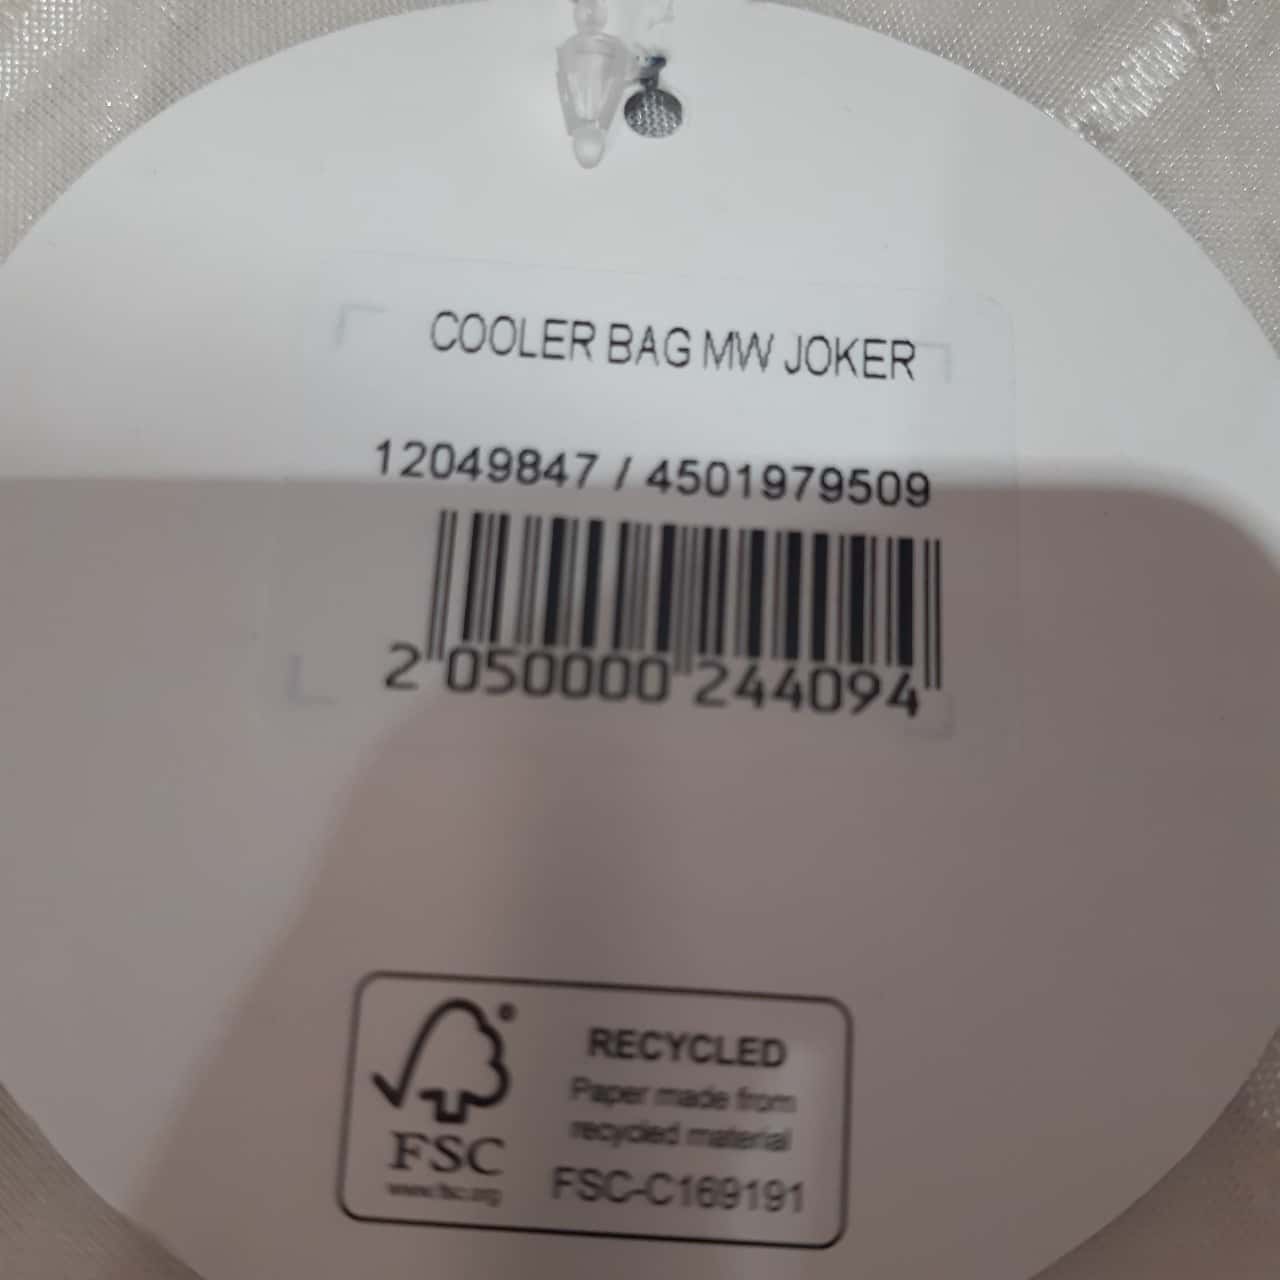 COOLER BAG MW JOKER
12049847 / 4501979509
2 050000 244094
RECYCLED
Paper made from
recycled material
FSC-C169191
FSC
www.fsc.org